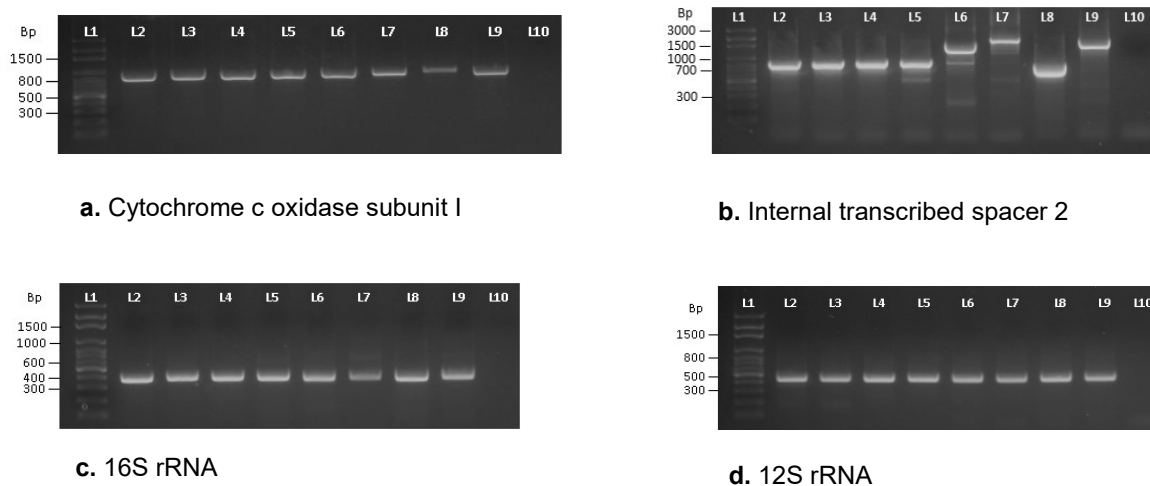 Bp L1 L2 L3 L4 L5 L6 L7 L8 L9 L10
1500
800
500
300
a. Cytochrome c oxidase subunit I
Bp L1 L2 L3 L4 L5 L6 L7 L8 L9 L10
3000
1500
1000
700
300
b. Internal transcribed spacer 2
Bp L1 L2 L3 L4 L5 L6 L7 L8 L9 L10
1500
1000
600
400
300
c. 16S rRNA
Bp L1 L2 L3 L4 L5 L6 L7 L8 L9 L10
1500
800
500
300
d. 12S rRNA